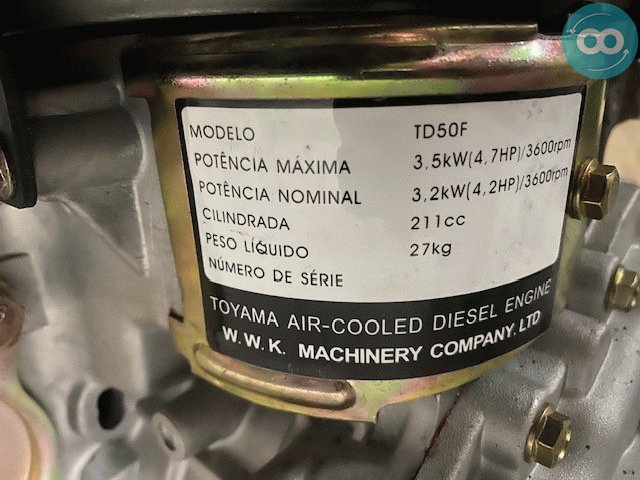 MODELO TD50F
POTÊNCIA MÁXIMA 3,5kW(4,7HP)/3600rpm
POTÊNCIA NOMINAL 3,2kW(4,2HP)/3600rpm
CILINDRADA 211cc
PESO LÍQUIDO 27kg
NÚMERO DE SÉRIE
TOYAMA AIR-COOLED DIESEL ENGINE
W.W.K. MACHINERY COMPANY.LTD